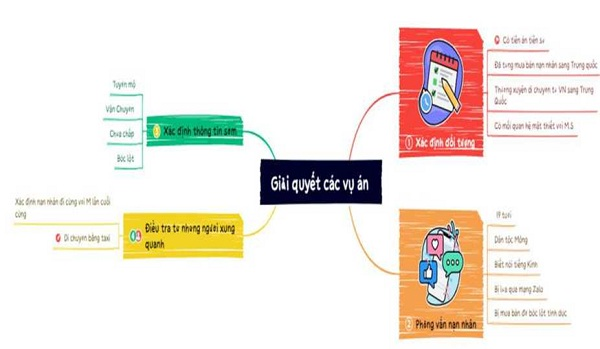 Giải quyết các vụ án
① Xác định đối tượng
Có tiền án tiền sự
Đã từng mua bán nạn nhân sang Trung quốc
Thường xuyên di chuyển từ VN sang Trung
Quốc
Có mối quan hệ mật thiết với M.S
② Phỏng vấn nạn nhân
19 tuổi
Dân tộc Mông
Biết nói tiếng Kinh
Bị lừa qua mạng Zalo
Bị mua bán để bóc lột tình dục
Xác định thông tin sớm
Tuyển mộ
Vận Chuyển
Chứa chấp
Bóc lột
Điều tra từ những người xung
quanh
Xác định nạn nhân đi cùng với M lần cuối
cùng
Di chuyển bằng taxi